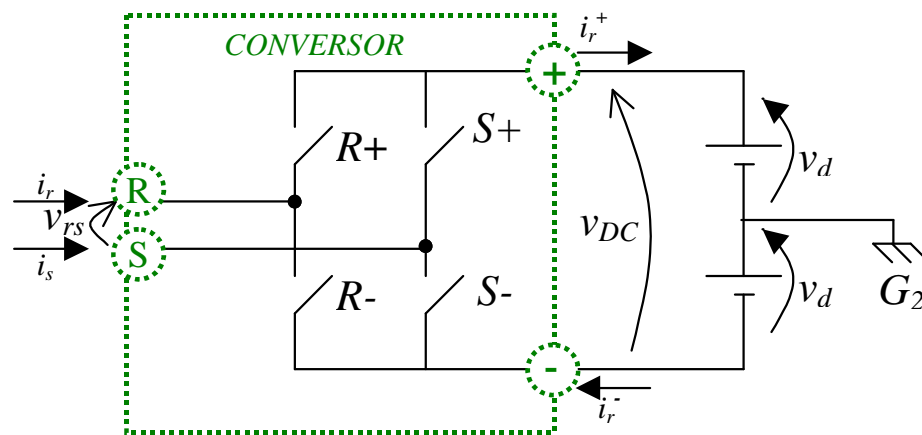 CONVERSOR
i_r^+
+
R+
S+
v_d
i_r
R
v_rs
v_DC
S
i_s
R-
S-
v_d
G_2
-
i_r^-